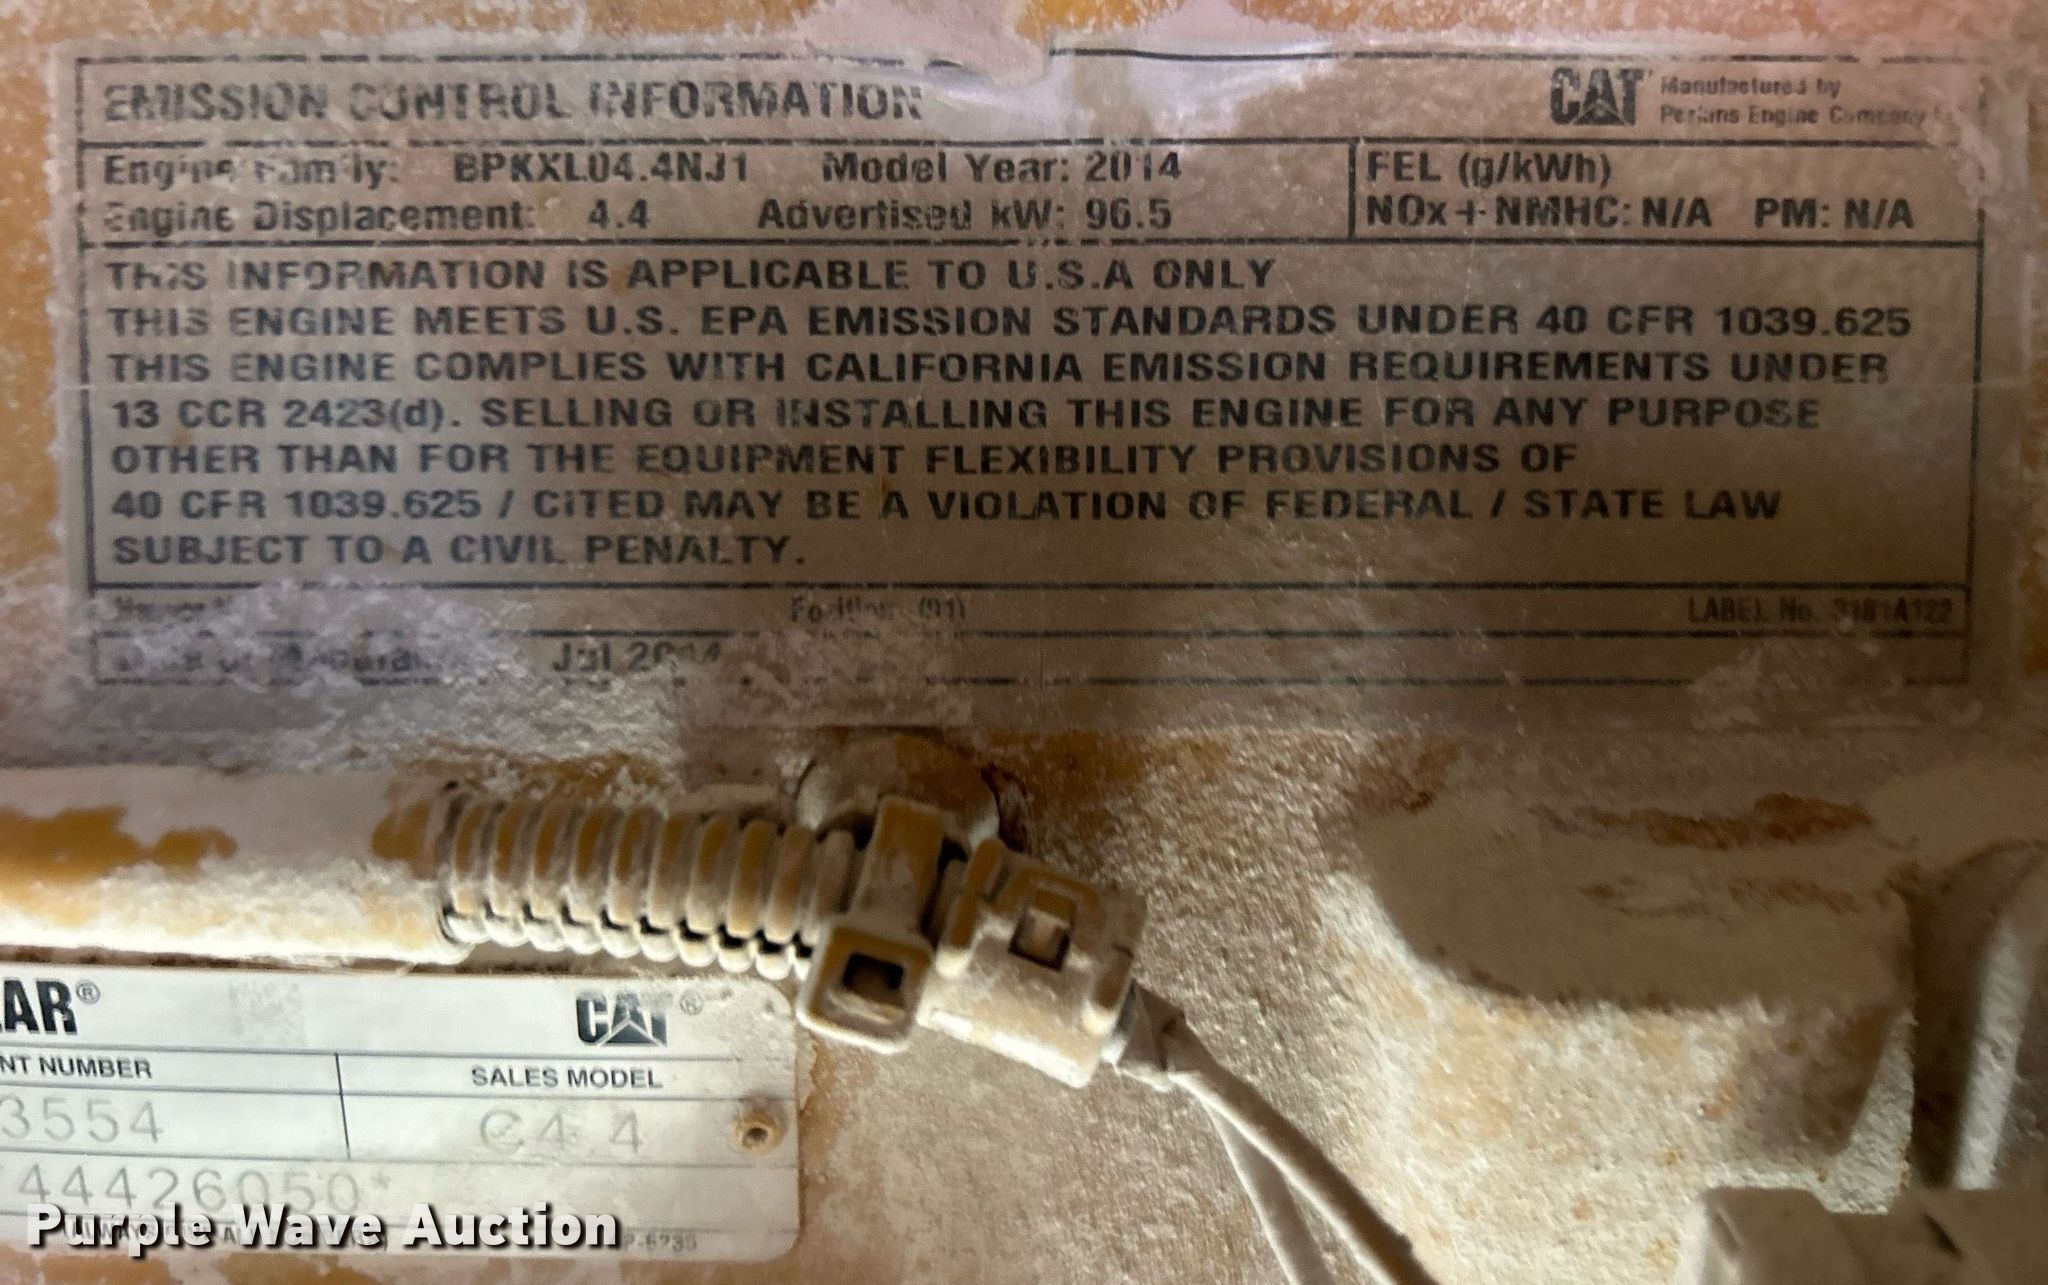 EMISSION CONTROL INFORMATION
CAT Manufactured by
Perkins Engine Company
Engine Family: BPKXL04.4NJ1 Model Year: 2014 FEL (g/kWh)
Engine Displacement: 4.4 Advertised kW: 96.5 NOx + NMHC: N/A PM: N/A
THIS INFORMATION IS APPLICABLE TO U.S.A ONLY
THIS ENGINE MEETS U.S. EPA EMISSION STANDARDS UNDER 40 CFR 1039.625
THIS ENGINE COMPLIES WITH CALIFORNIA EMISSION REQUIREMENTS UNDER
13 CCR 2423(d). SELLING OR INSTALLING THIS ENGINE FOR ANY PURPOSE
OTHER THAN FOR THE EQUIPMENT FLEXIBILITY PROVISIONS OF
40 CFR 1039.625 / CITED MAY BE A VIOLATION OF FEDERAL / STATE LAW
SUBJECT TO A CIVIL PENALTY.
(01) LABEL No. 3181A122
Jul 2014
LAR® CAT®
NT NUMBER SALES MODEL
3554 C4.4
44426050*
Purple Wave Auction